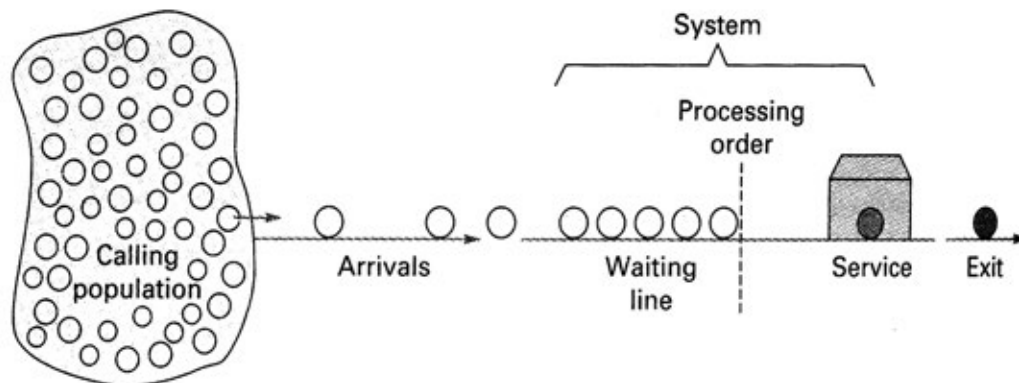 System
Processing
order
Calling
population
Arrivals
Waiting
line
Service
Exit